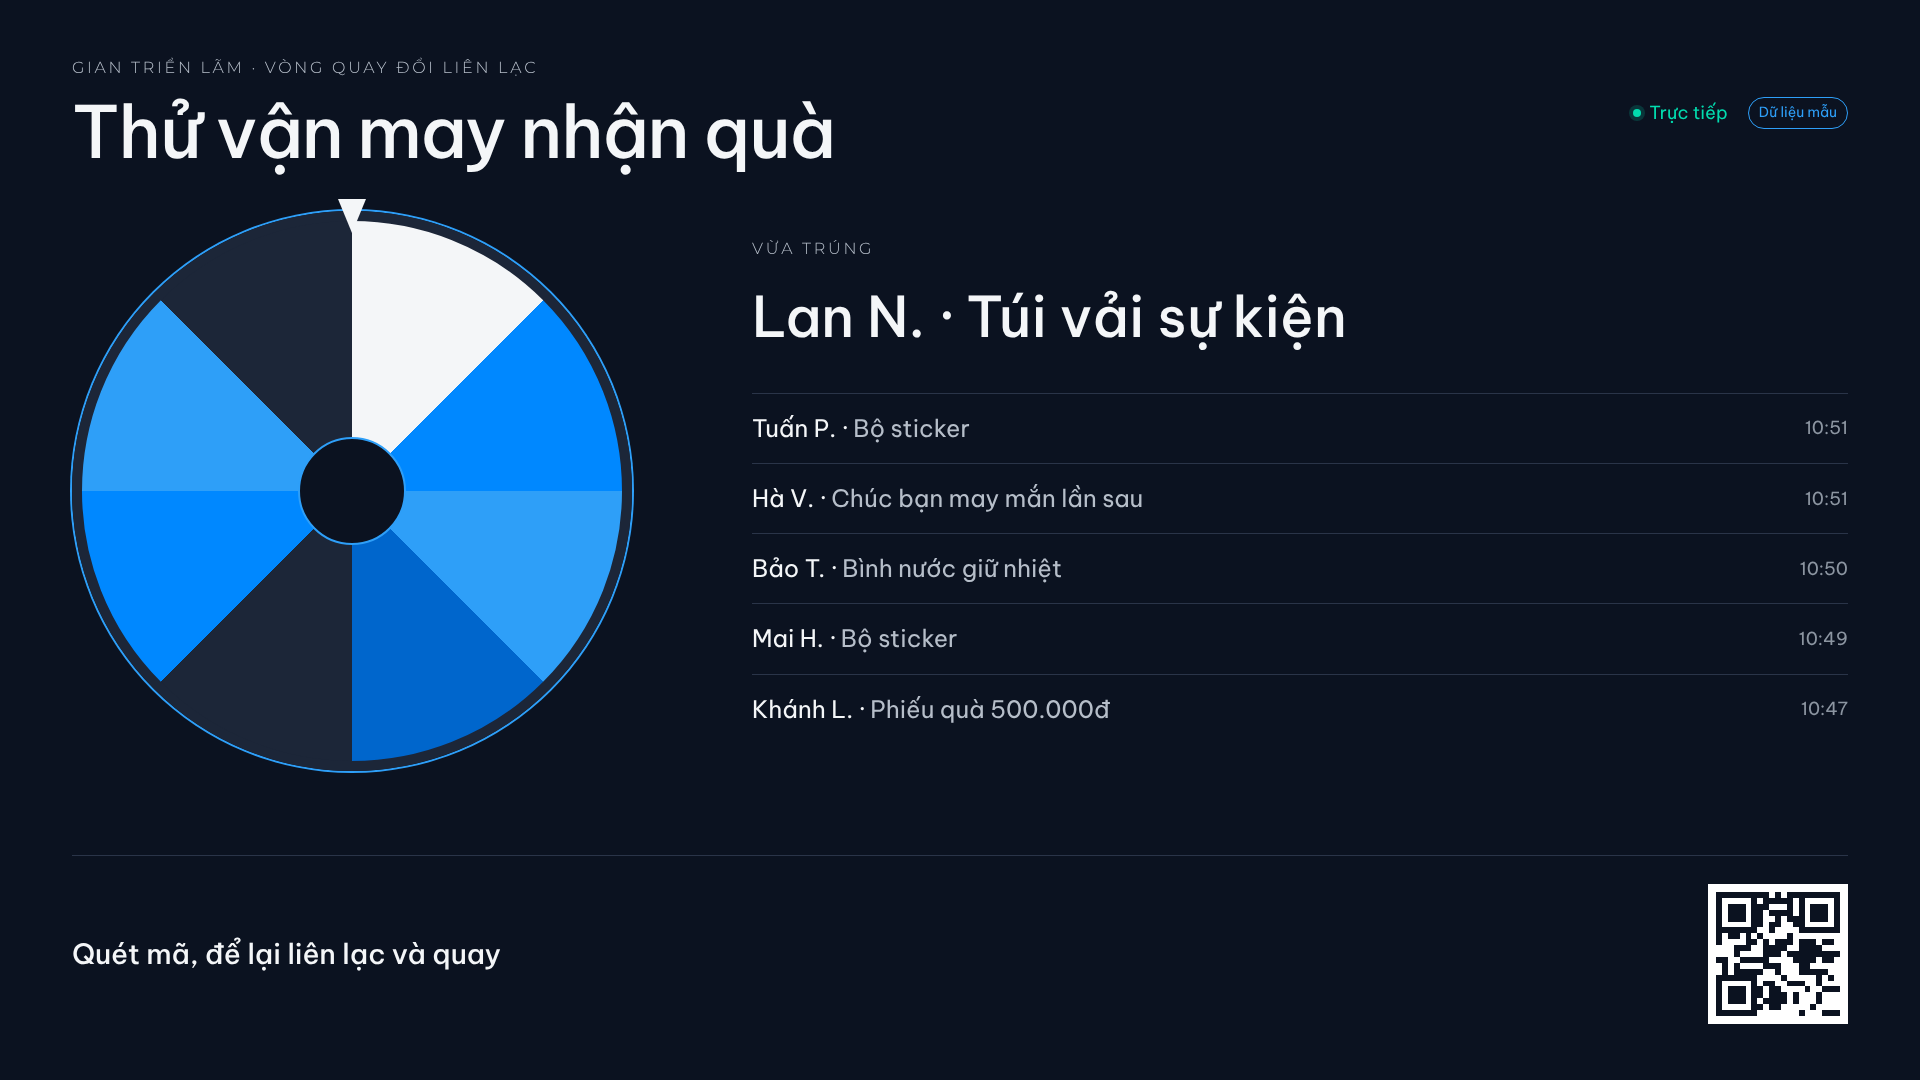 GIAN TRIỂN LÃM · VÒNG QUAY ĐỔI LIÊN LẠC
Thử vận may nhận quà
Trực tiếp
Dữ liệu mẫu
VỪA TRÚNG
Lan N. · Túi vải sự kiện
Tuấn P. · Bộ sticker 10:51
Hà V. · Chúc bạn may mắn lần sau 10:51
Bảo T. · Bình nước giữ nhiệt 10:50
Mai H. · Bộ sticker 10:49
Khánh L. · Phiếu quà 500.000đ 10:47
Quét mã, để lại liên lạc và quay